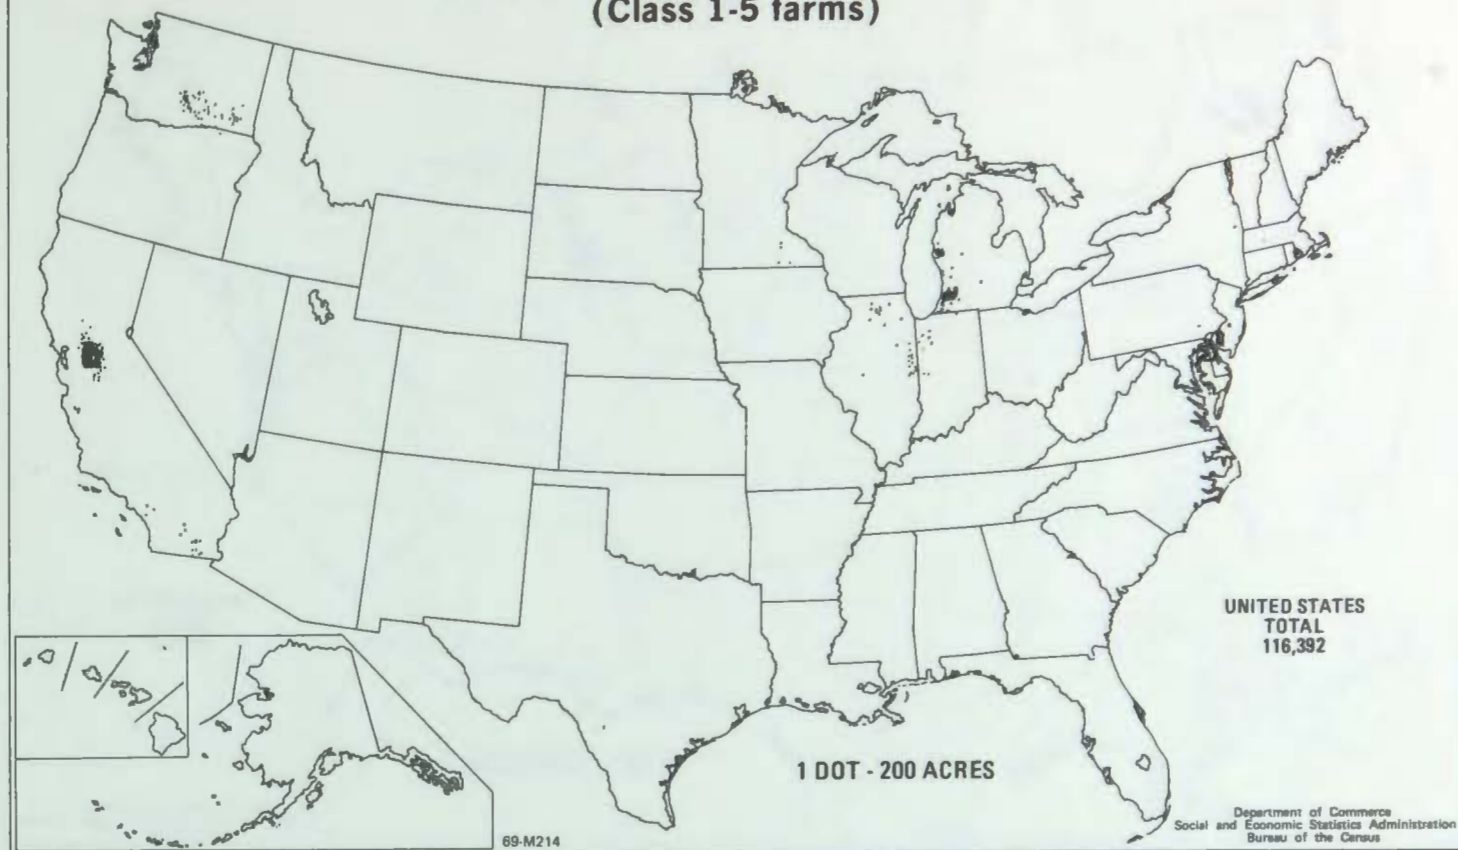 (Class 1-5 farms)
UNITED STATES
TOTAL
116,392
1 DOT - 200 ACRES
69-M214
Department of Commerce
Social and Economic Statistics Administration
Bureau of the Census